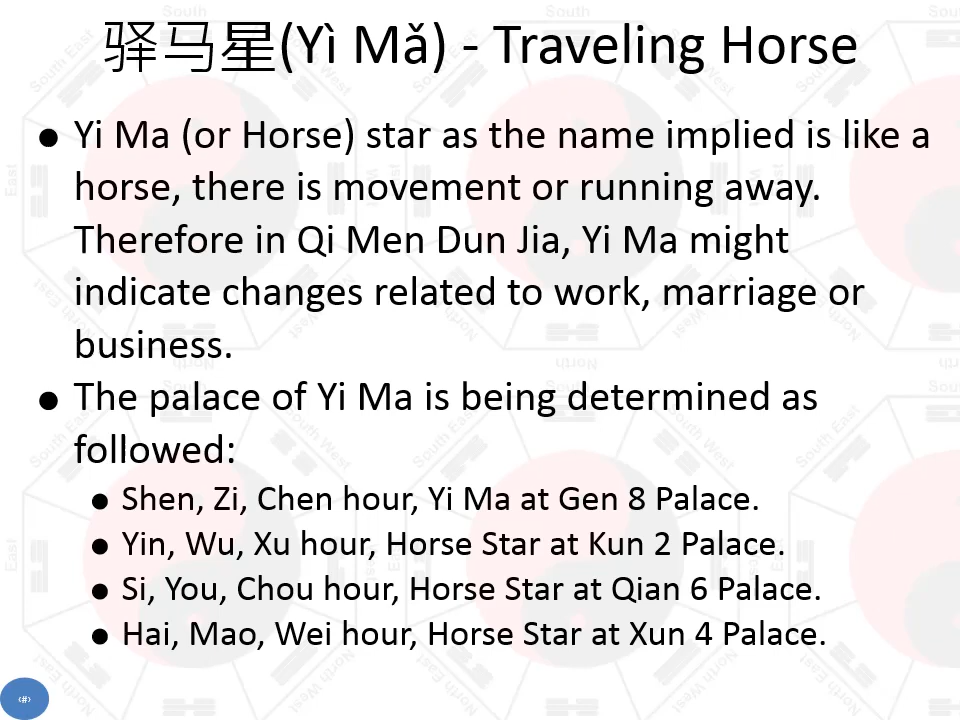 驿马星(Yì Mǎ) - Traveling Horse
● Yi Ma (or Horse) star as the name implied is like a
horse, there is movement or running away.
Therefore in Qi Men Dun Jia, Yi Ma might
indicate changes related to work, marriage or
business.
● The palace of Yi Ma is being determined as
followed:
● Shen, Zi, Chen hour, Yi Ma at Gen 8 Palace.
● Yin, Wu, Xu hour, Horse Star at Kun 2 Palace.
● Si, You, Chou hour, Horse Star at Qian 6 Palace.
● Hai, Mao, Wei hour, Horse Star at Xun 4 Palace.
‹#›